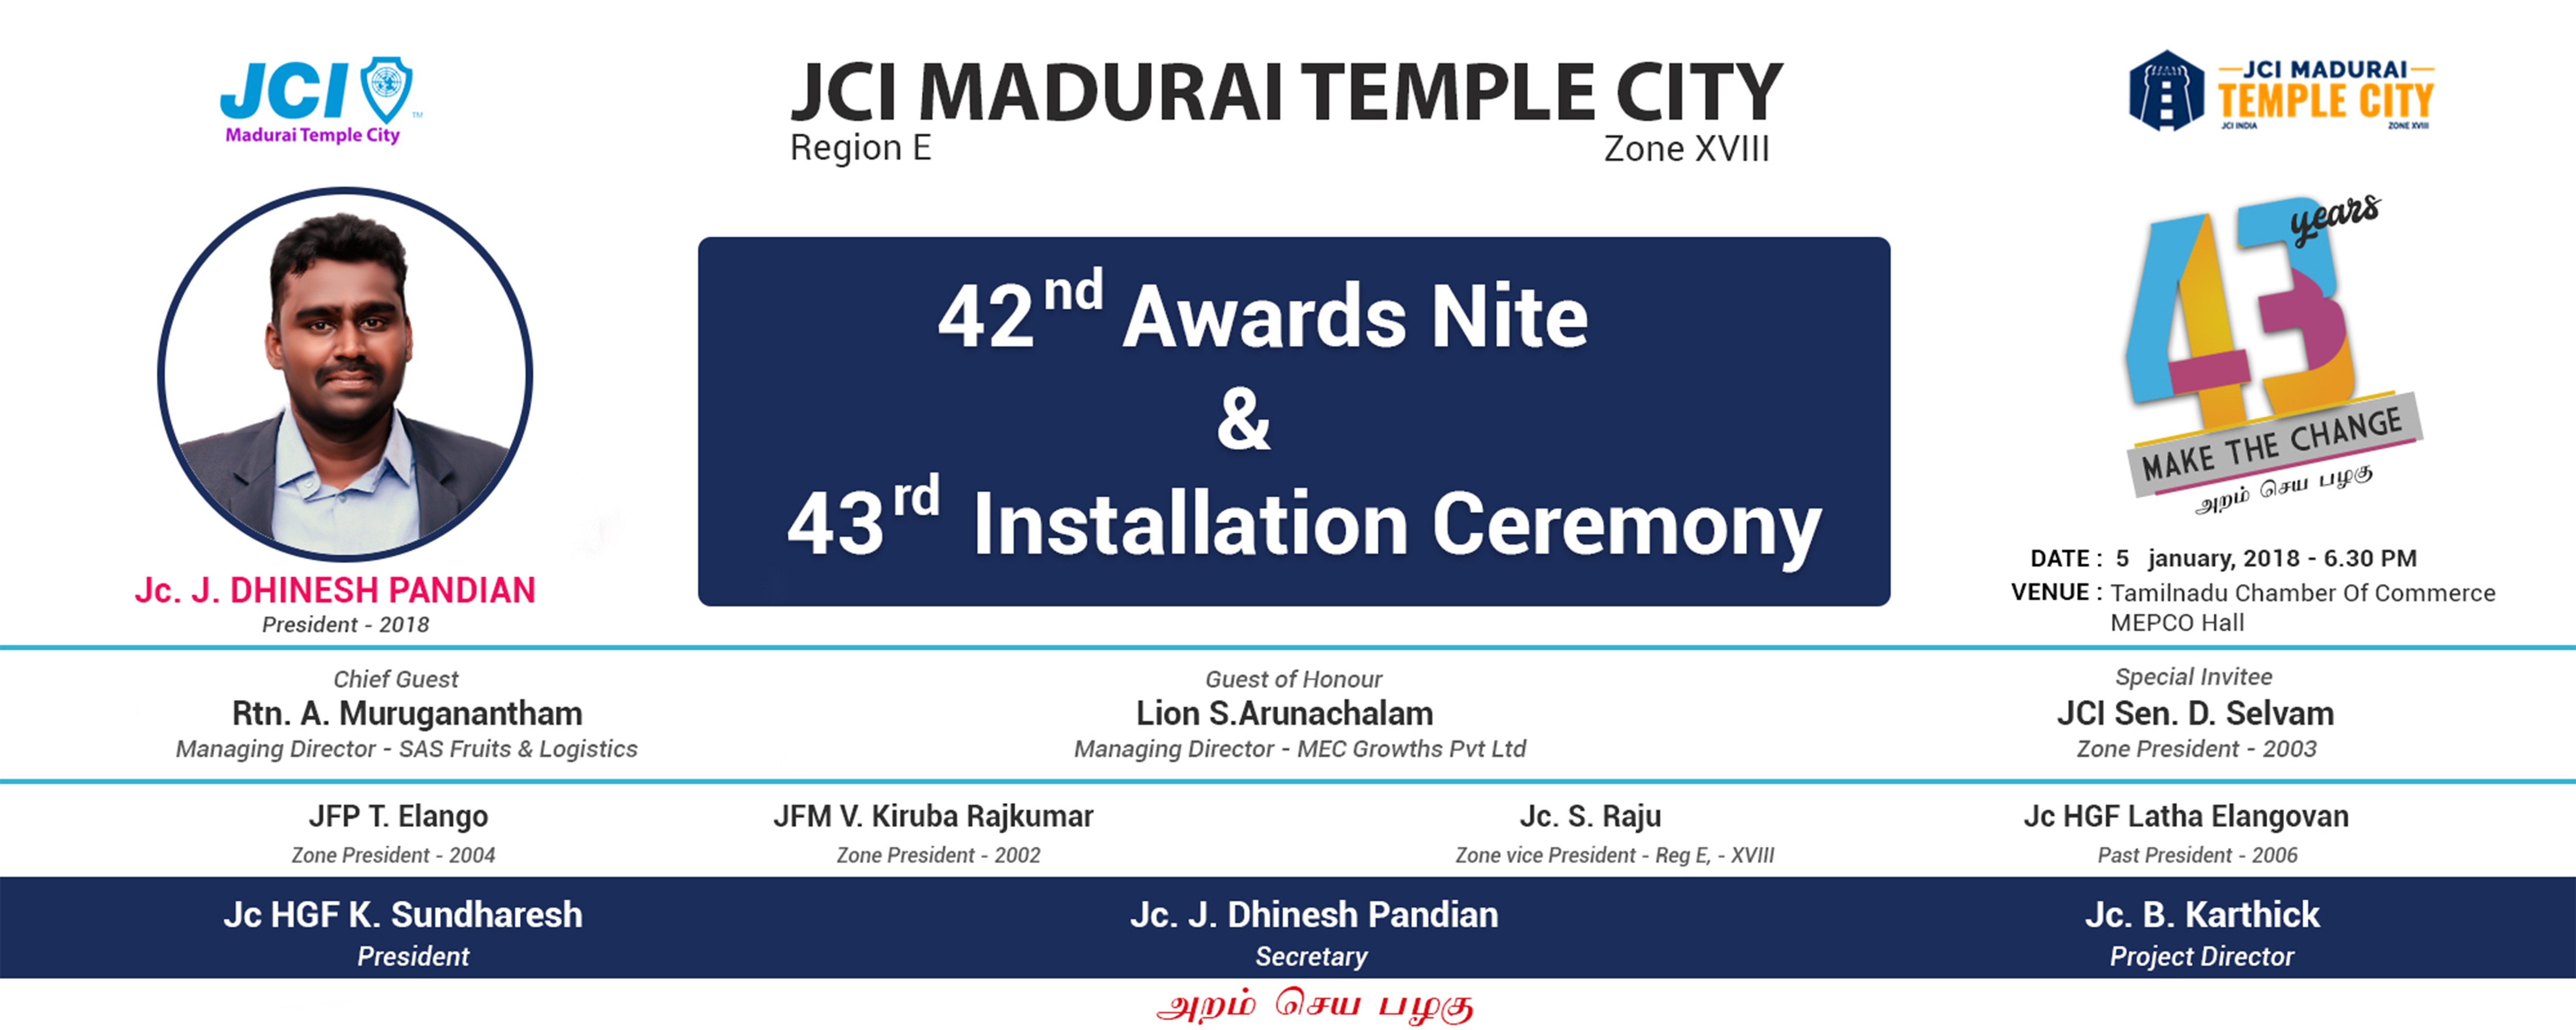 JCI
TM
Madurai Temple City
JCI MADURAI TEMPLE CITY
Region E
Zone XVIII
JCI MADURAI
TEMPLE CITY
JCI INDIA
ZONE XVIII
42nd Awards Nite
&
43rd Installation Ceremony
43 years
MAKE THE CHANGE
அறம் செய பழகு
Jc. J. DHINESH PANDIAN
President - 2018
DATE : 5 january, 2018 - 6.30 PM
VENUE : Tamilnadu Chamber Of Commerce
MEPCO Hall
Chief Guest
Rtn. A. Muruganantham
Managing Director - SAS Fruits & Logistics
Guest of Honour
Lion S.Arunachalam
Managing Director - MEC Growths Pvt Ltd
Special Invitee
JCI Sen. D. Selvam
Zone President - 2003
JFP T. Elango
Zone President - 2004
JFM V. Kiruba Rajkumar
Zone President - 2002
Jc. S. Raju
Zone vice President - Reg E, - XVIII
Jc HGF Latha Elangovan
Past President - 2006
Jc HGF K. Sundharesh
President
Jc. J. Dhinesh Pandian
Secretary
Jc. B. Karthick
Project Director
அறம் செய பழகு